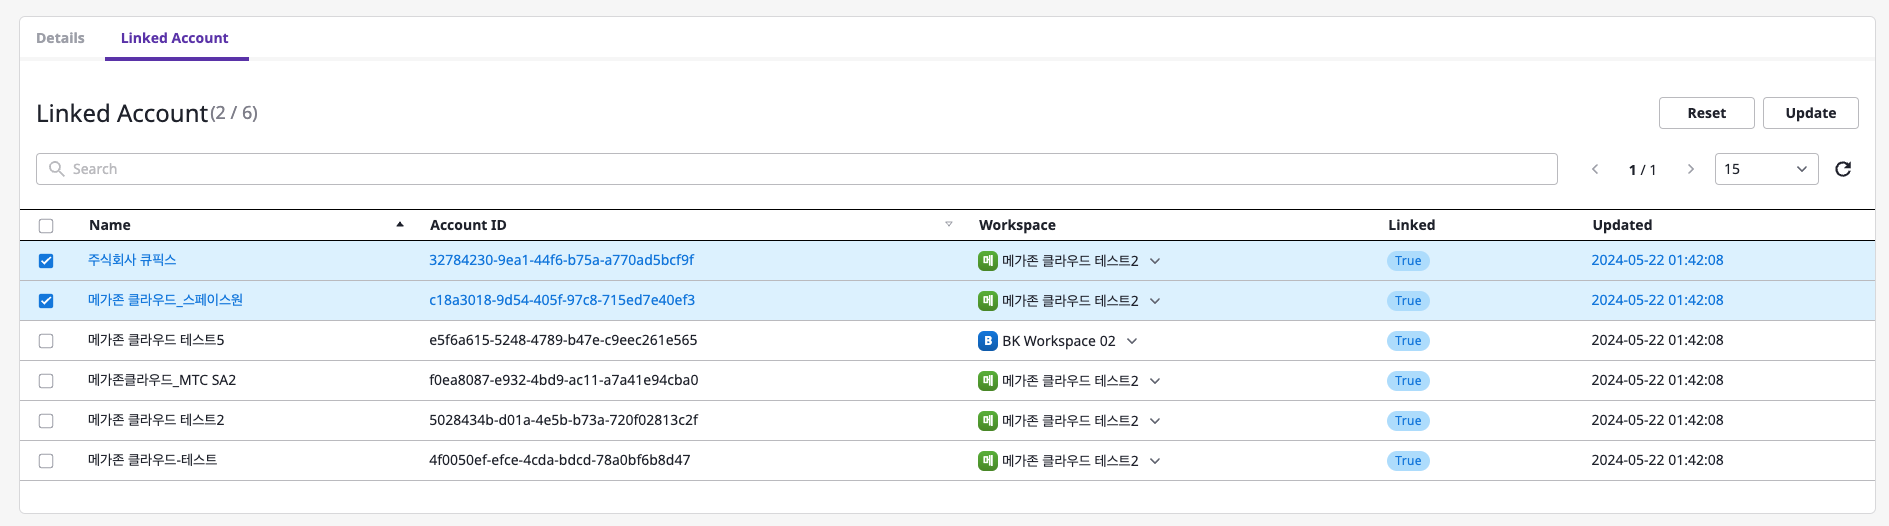 Details Linked Account
Linked Account (2 / 6) Reset Update
Search 1 / 1 15
Name Account ID Workspace Linked Updated
주식회사 큐픽스 32784230-9ea1-44f6-b75a-a770ad5bcf9f 메 메가존 클라우드 테스트2 True 2024-05-22 01:42:08
메가존 클라우드_스페이스원 c18a3018-9d54-405f-97c8-715ed7e40ef3 메 메가존 클라우드 테스트2 True 2024-05-22 01:42:08
메가존 클라우드 테스트5 e5f6a615-5248-4789-b47e-c9eec261e565 B BK Workspace 02 True 2024-05-22 01:42:08
메가존클라우드_MTC SA2 f0ea8087-e932-4bd9-ac11-a7a41e94cba0 메 메가존 클라우드 테스트2 True 2024-05-22 01:42:08
메가존 클라우드 테스트2 5028434b-d01a-4e5b-b73a-720f02813c2f 메 메가존 클라우드 테스트2 True 2024-05-22 01:42:08
메가존 클라우드-테스트 4f0050ef-efce-4cda-bdcd-78a0bf6b8d47 메 메가존 클라우드 테스트2 True 2024-05-22 01:42:08